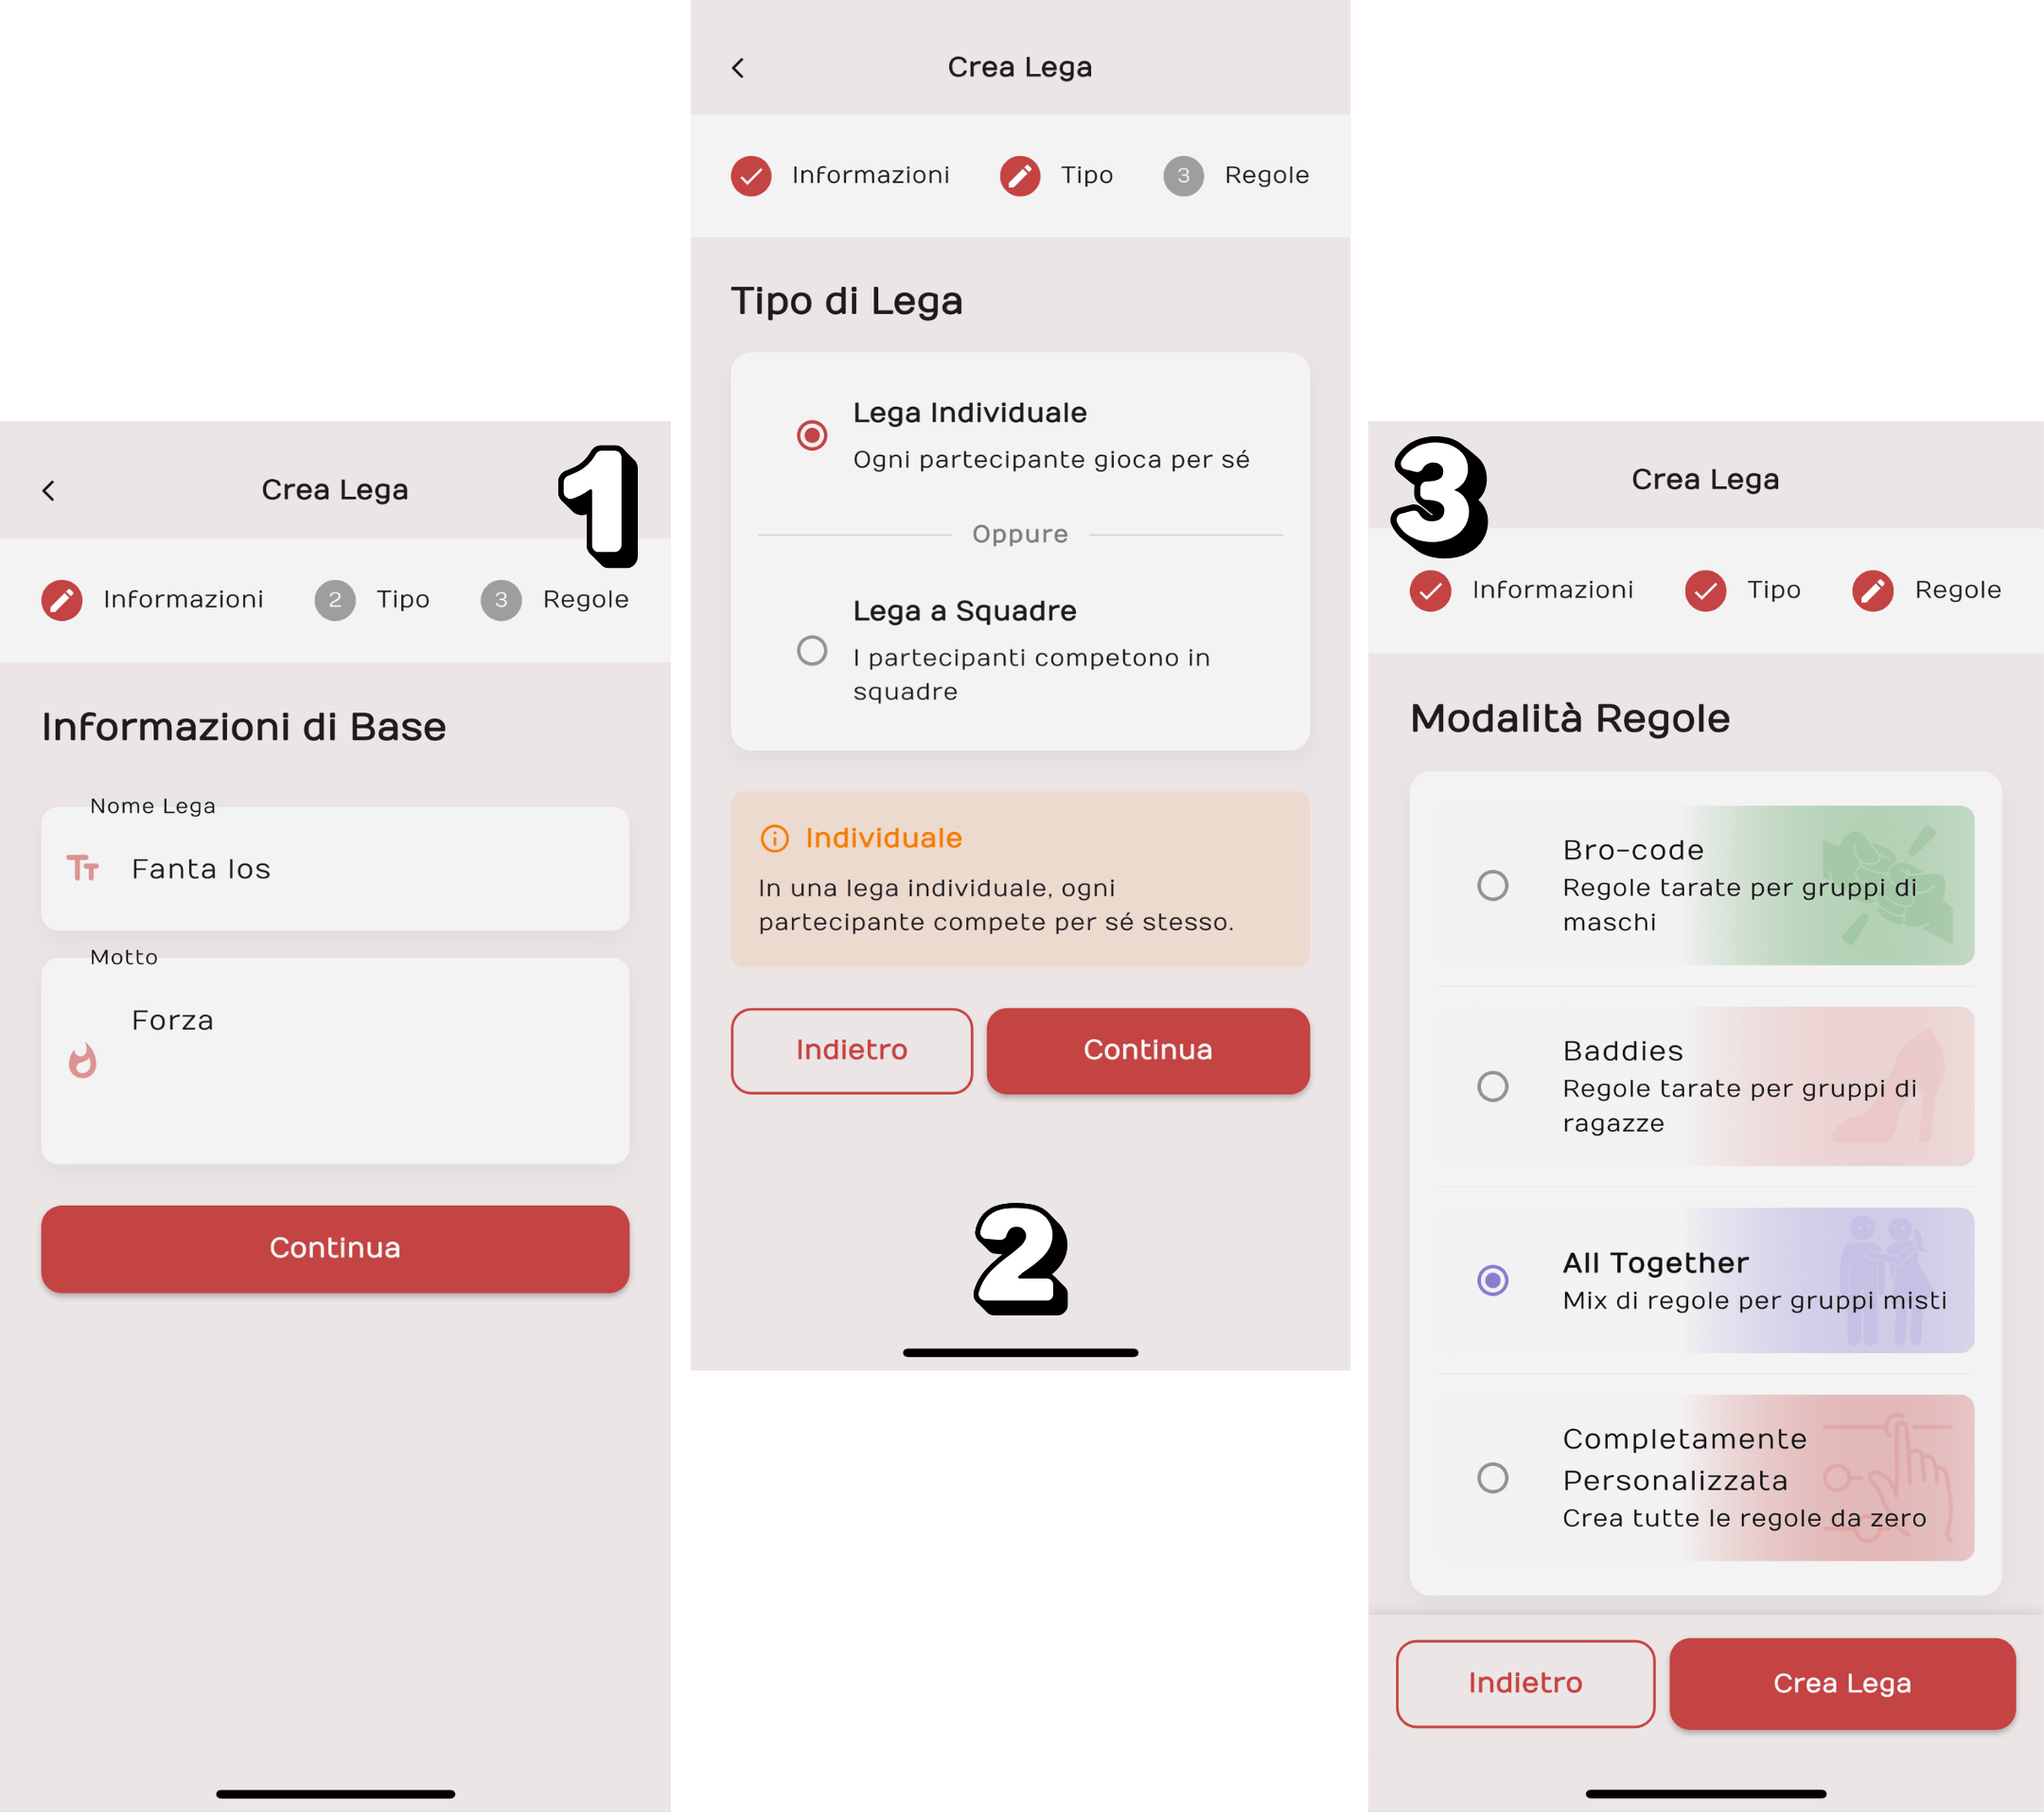 Crea Lega
1
Informazioni
2
Tipo
3
Regole
Informazioni di Base
Nome Lega
Tт
Fanta Ios
Motto
Forza
Continua
Crea Lega
Informazioni
Tipo
3
Regole
Tipo di Lega
Lega Individuale
Ogni partecipante gioca per sé
Oppure
Lega a Squadre
I partecipanti competono in
squadre
Individuale
In una lega individuale, ogni
partecipante compete per sé stesso.
Indietro
Continua
2
3
Crea Lega
Informazioni
Tipo
Regole
Modalità Regole
Bro-code
Regole tarate per gruppi di
maschi
Baddies
Regole tarate per gruppi di
ragazze
All Together
Mix di regole per gruppi misti
Completamente
Personalizzata
Crea tutte le regole da zero
Indietro
Crea Lega